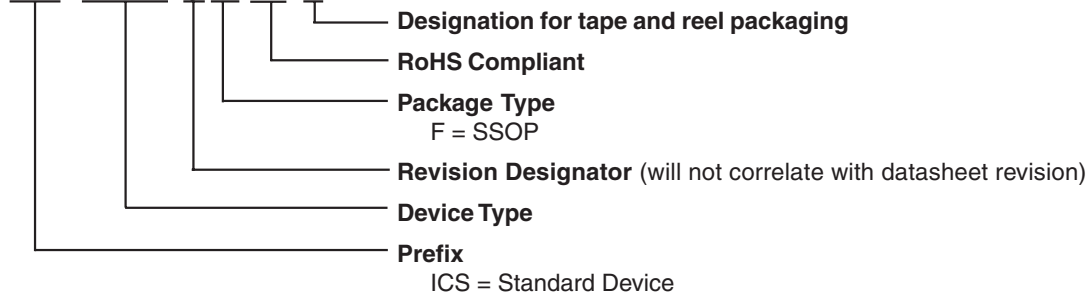 Designation for tape and reel packaging
RoHS Compliant
Package Type
F = SSOP
Revision Designator (will not correlate with datasheet revision)
Device Type
Prefix
ICS = Standard Device